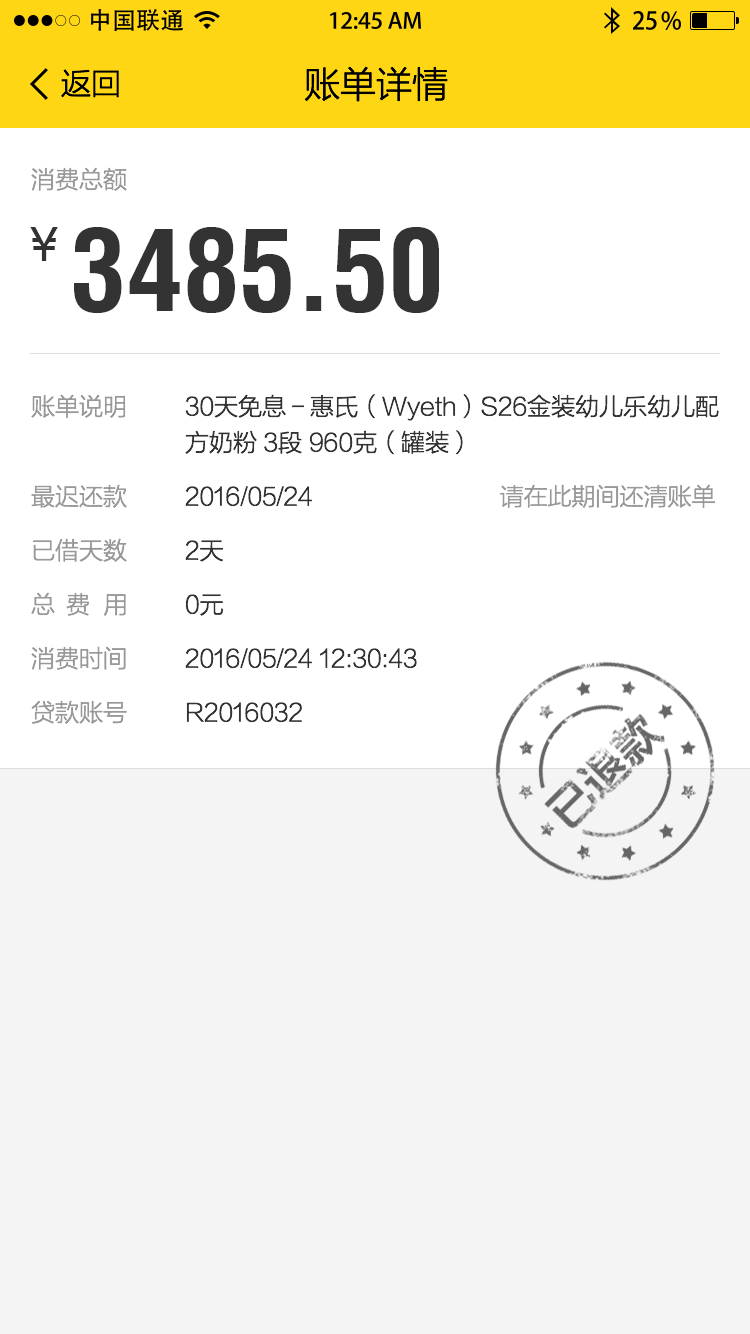 中国联通
12:45 AM
25%
返回
账单详情
消费总额
¥3485.50
账单说明
30天免息－惠氏（Wyeth）S26金装幼儿乐幼儿配
方奶粉 3段 960克（罐装）
最迟还款
2016/05/24
请在此期间还清账单
已借天数
2天
总 费 用
0元
消费时间
2016/05/24 12:30:43
贷款账号
R2016032
已退款